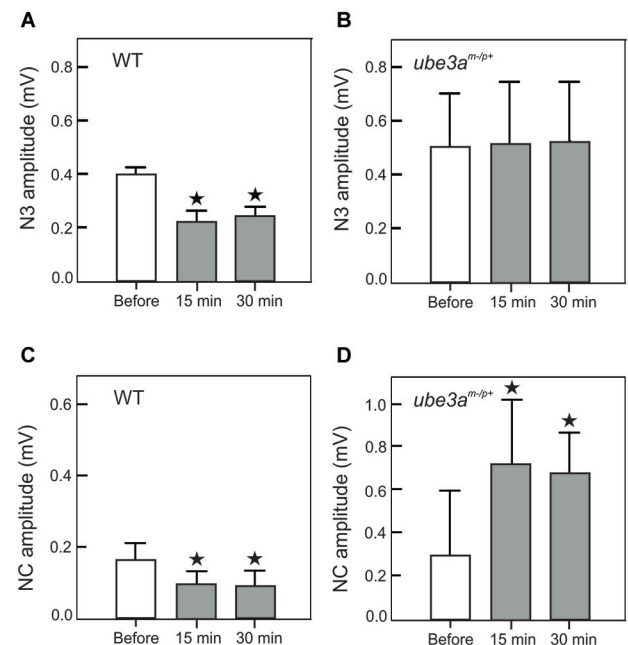 A
WT
N3 amplitude (mV)
0.8
0.6
0.4
0.2
0.0
Before 15 min 30 min
B
ube3a^m-/p+
N3 amplitude (mV)
0.8
0.6
0.4
0.2
0.0
Before 15 min 30 min
C
WT
NC amplitude (mV)
0.6
0.4
0.2
0.0
Before 15 min 30 min
D
ube3a^m-/p+
NC amplitude (mV)
1.0
0.8
0.6
0.4
0.2
0.0
Before 15 min 30 min